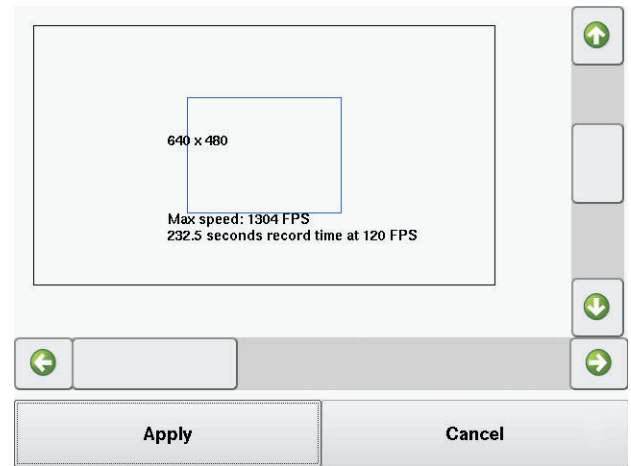 640 x 480
Max speed: 1304 FPS
232.5 seconds record time at 120 FPS
Apply
Cancel